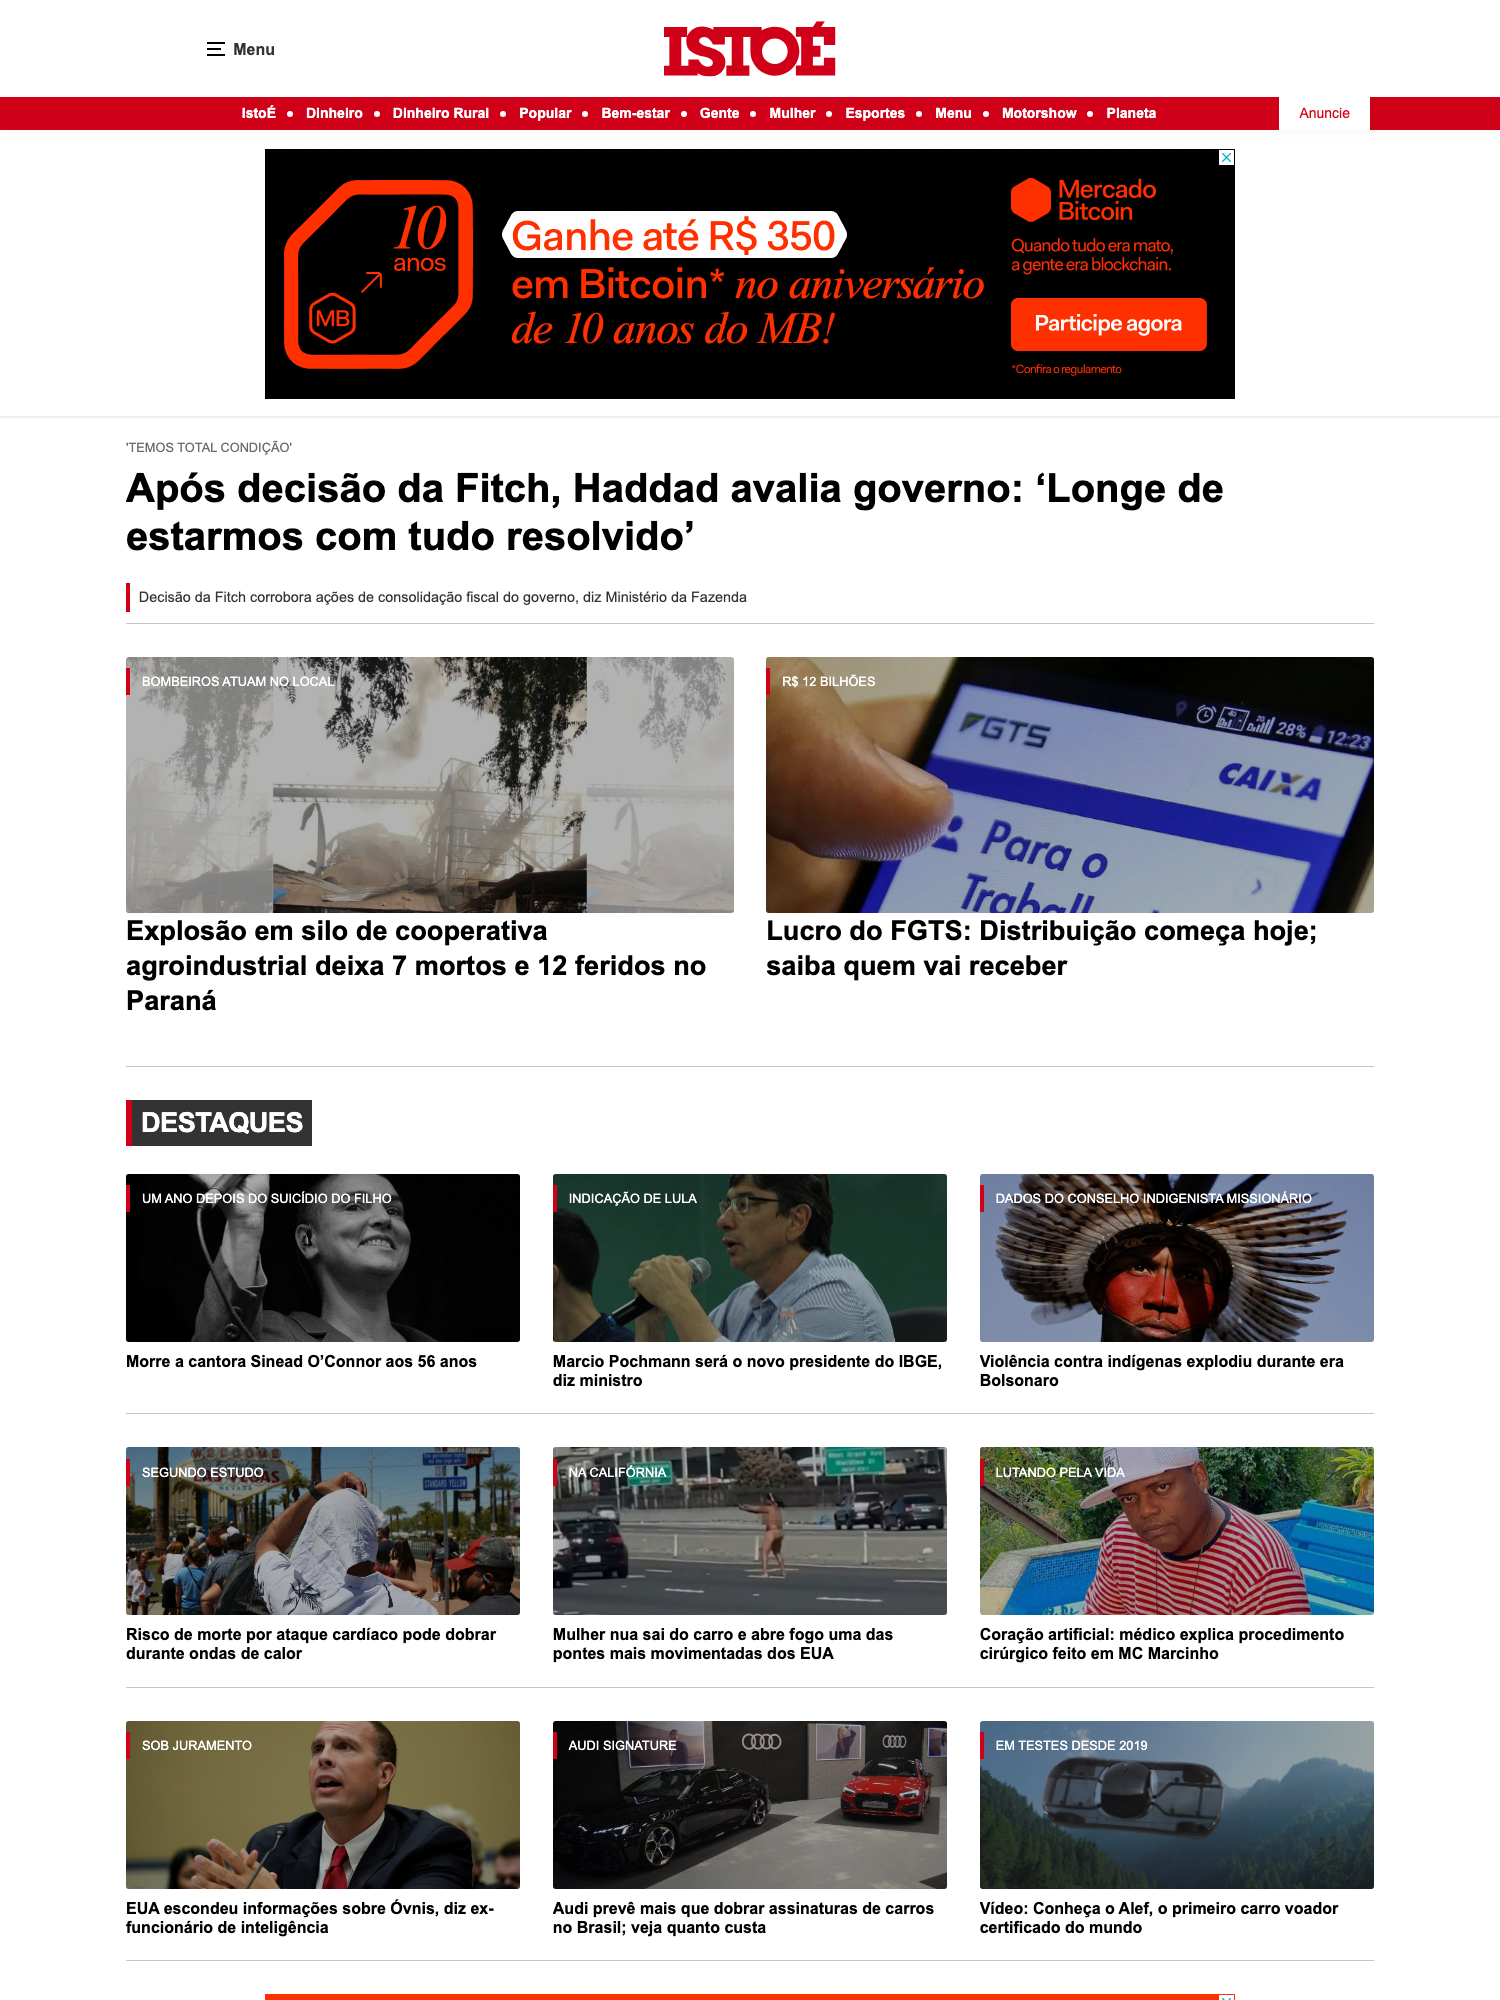 Menu
ISTOÉ
IstoÉ • Dinheiro • Dinheiro Rural • Popular • Bem-estar • Gente • Mulher • Esportes • Menu • Motorshow • Planeta
Anuncie
10
anos
MB
Ganhe até R$ 350
em Bitcoin* no aniversário
de 10 anos do MB!
Mercado
Bitcoin
Quando tudo era mato,
a gente era blockchain.
Participe agora
*Confira o regulamento
'TEMOS TOTAL CONDIÇÃO'
Após decisão da Fitch, Haddad avalia governo: ‘Longe de
estarmos com tudo resolvido’
Decisão da Fitch corrobora ações de consolidação fiscal do governo, diz Ministério da Fazenda
BOMBEIROS ATUAM NO LOCAL
Explosão em silo de cooperativa
agroindustrial deixa 7 mortos e 12 feridos no
Paraná
R$ 12 BILHÕES
28% 12:23
FGTS
CAIXA
Para o
Traball
Lucro do FGTS: Distribuição começa hoje;
saiba quem vai receber
DESTAQUES
UM ANO DEPOIS DO SUICÍDIO DO FILHO
Morre a cantora Sinead O’Connor aos 56 anos
INDICAÇÃO DE LULA
Marcio Pochmann será o novo presidente do IBGE,
diz ministro
DADOS DO CONSELHO INDIGENISTA MISSIONÁRIO
Violência contra indígenas explodiu durante era
Bolsonaro
WELCOME
NEVADA
STANDARD YELLOW
SEGUNDO ESTUDO
Risco de morte por ataque cardíaco pode dobrar
durante ondas de calor
NA CALIFÓRNIA
Mulher nua sai do carro e abre fogo uma das
pontes mais movimentadas dos EUA
LUTANDO PELA VIDA
Coração artificial: médico explica procedimento
cirúrgico feito em MC Marcinho
SOB JURAMENTO
EUA escondeu informações sobre Óvnis, diz ex-
funcionário de inteligência
AUDI SIGNATURE
Audi prevê mais que dobrar assinaturas de carros
no Brasil; veja quanto custa
EM TESTES DESDE 2019
Vídeo: Conheça o Alef, o primeiro carro voador
certificado do mundo